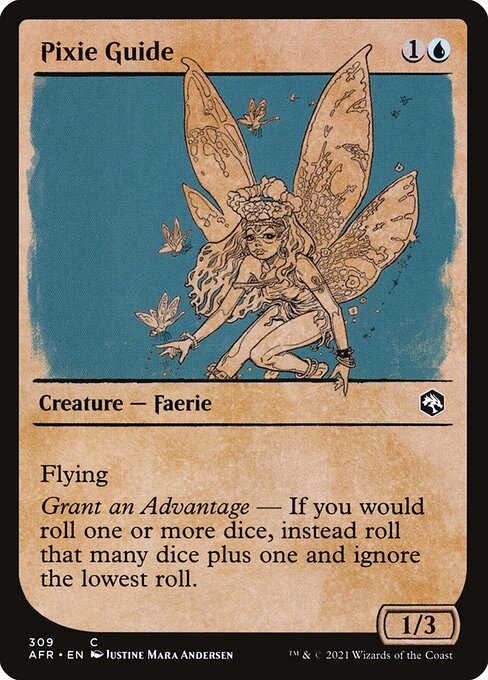 Pixie Guide 1
Creature — Faerie
Flying
Grant an Advantage — If you would
roll one or more dice, instead roll
that many dice plus one and ignore
the lowest roll.
1/3
309 C
AFR • EN Justine Mara Andersen ™ & © 2021 Wizards of the Coast